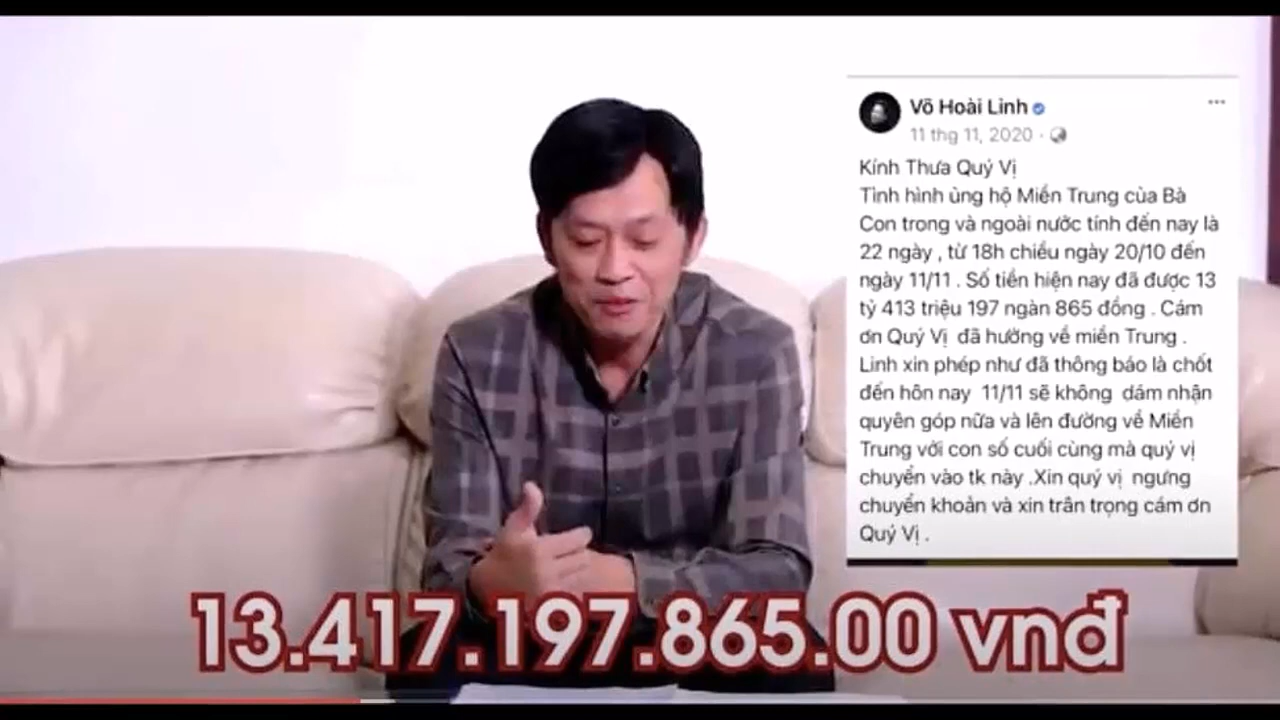 Võ Hoài Linh
11 thg 11, 2020 ·
Kính Thưa Quý Vị
Tình hình ủng hộ Miền Trung của Bà
Con trong và ngoài nước tính đến nay là
22 ngày , từ 18h chiều ngày 20/10 đến
ngày 11/11 . Số tiền hiện nay đã được 13
tỷ 413 triệu 197 ngàn 865 đồng . Cám
ơn Quý Vị đã hướng về miền Trung .
Linh xin phép như đã thông báo là chốt
đến hôn nay 11/11 sẽ không dám nhận
quyên góp nữa và lên đường về Miền
Trung với con số cuối cùng mà quý vị
chuyển vào tk này .Xin quý vị ngưng
chuyển khoản và xin trân trọng cám ơn
Quý Vị .
13.417.197.865.00 vnđ